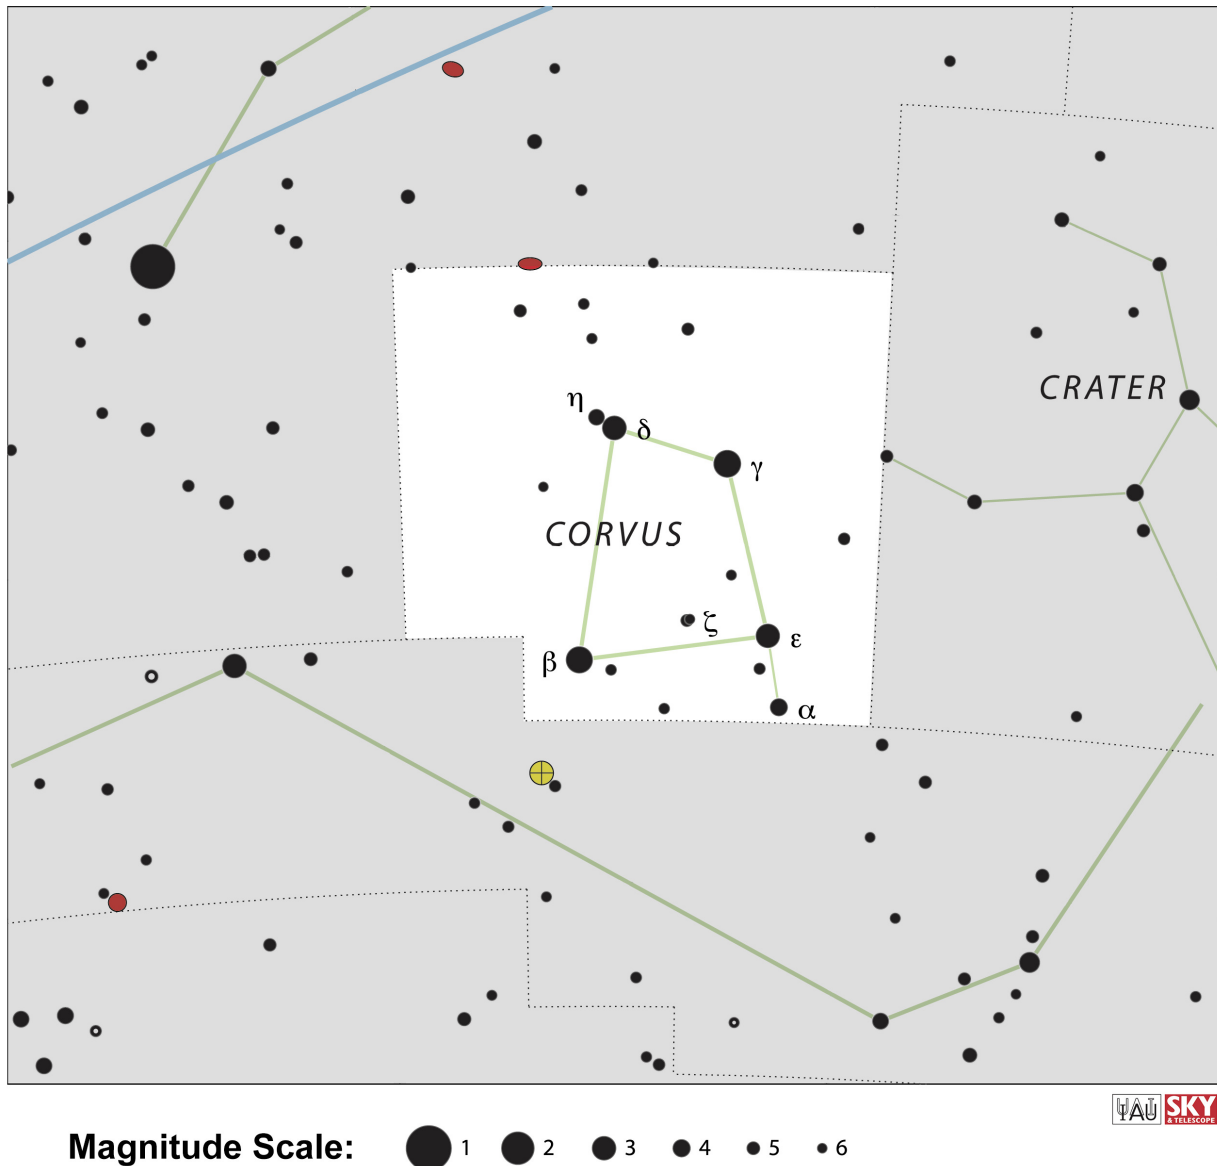 CRATER
η
δ
γ
CORVUS
ζ
ε
β
α
IAU SKY
& TELESCOPE
Magnitude Scale: 1 2 3 4 5 6